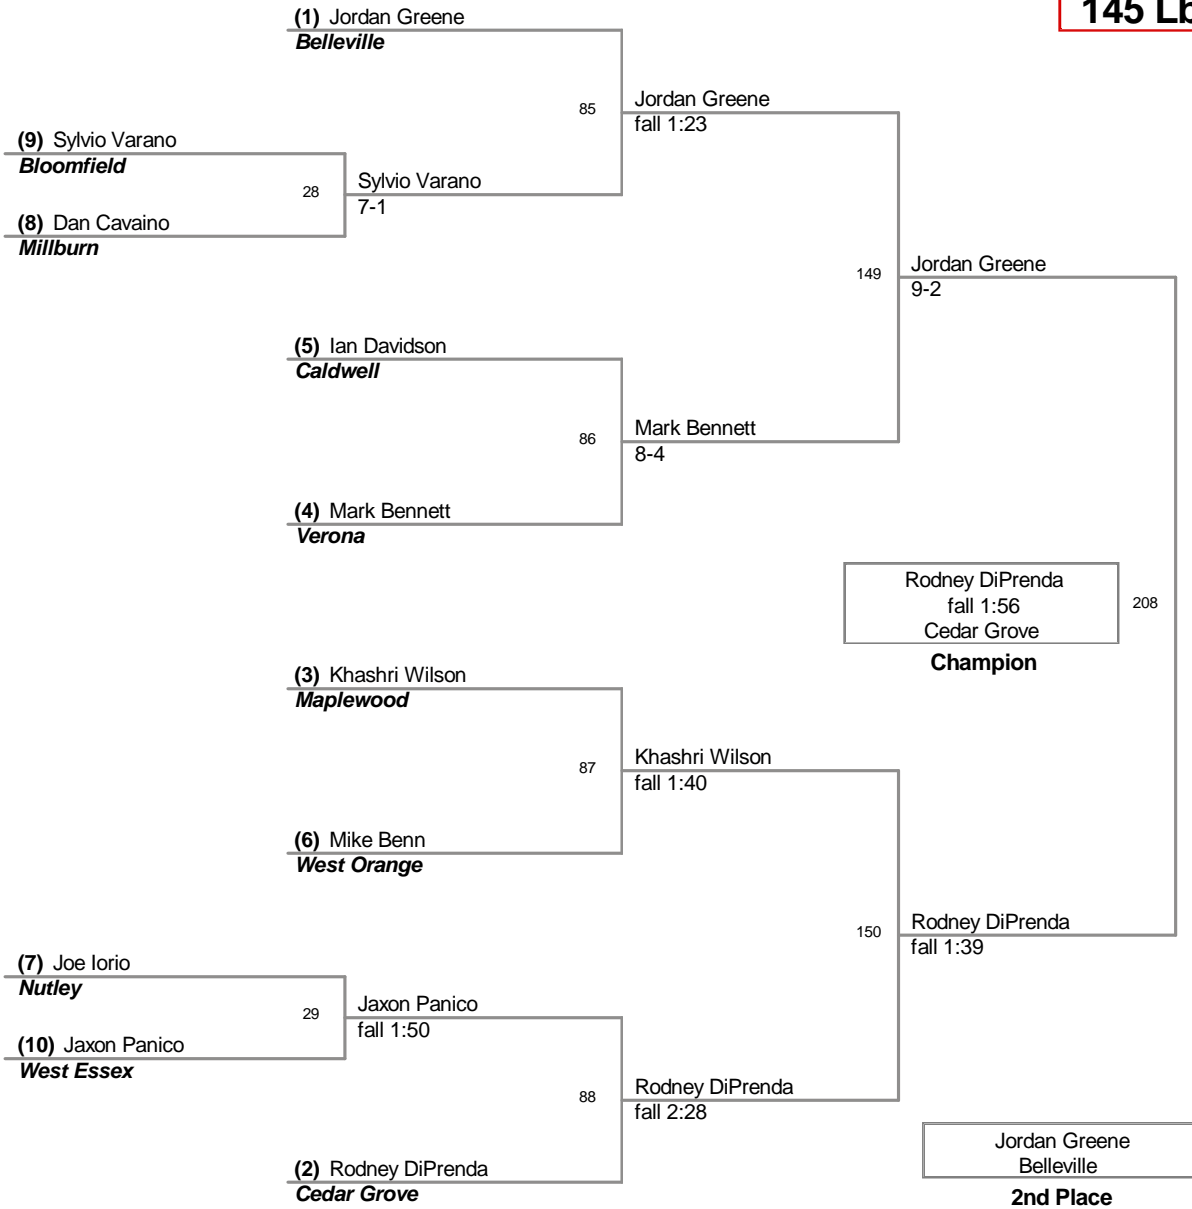 145 Lb
(1) Jordan Greene
Belleville
85
Jordan Greene
fall 1:23
(9) Sylvio Varano
Bloomfield
28
Sylvio Varano
7-1
(8) Dan Cavaino
Millburn
149
Jordan Greene
9-2
(5) Ian Davidson
Caldwell
86
Mark Bennett
8-4
(4) Mark Bennett
Verona
Rodney DiPrenda
fall 1:56
Cedar Grove
208
Champion
(3) Khashri Wilson
Maplewood
87
Khashri Wilson
fall 1:40
(6) Mike Benn
West Orange
150
Rodney DiPrenda
fall 1:39
(7) Joe Iorio
Nutley
29
Jaxon Panico
fall 1:50
(10) Jaxon Panico
West Essex
88
Rodney DiPrenda
fall 2:28
(2) Rodney DiPrenda
Cedar Grove
Jordan Greene
Belleville
2nd Place